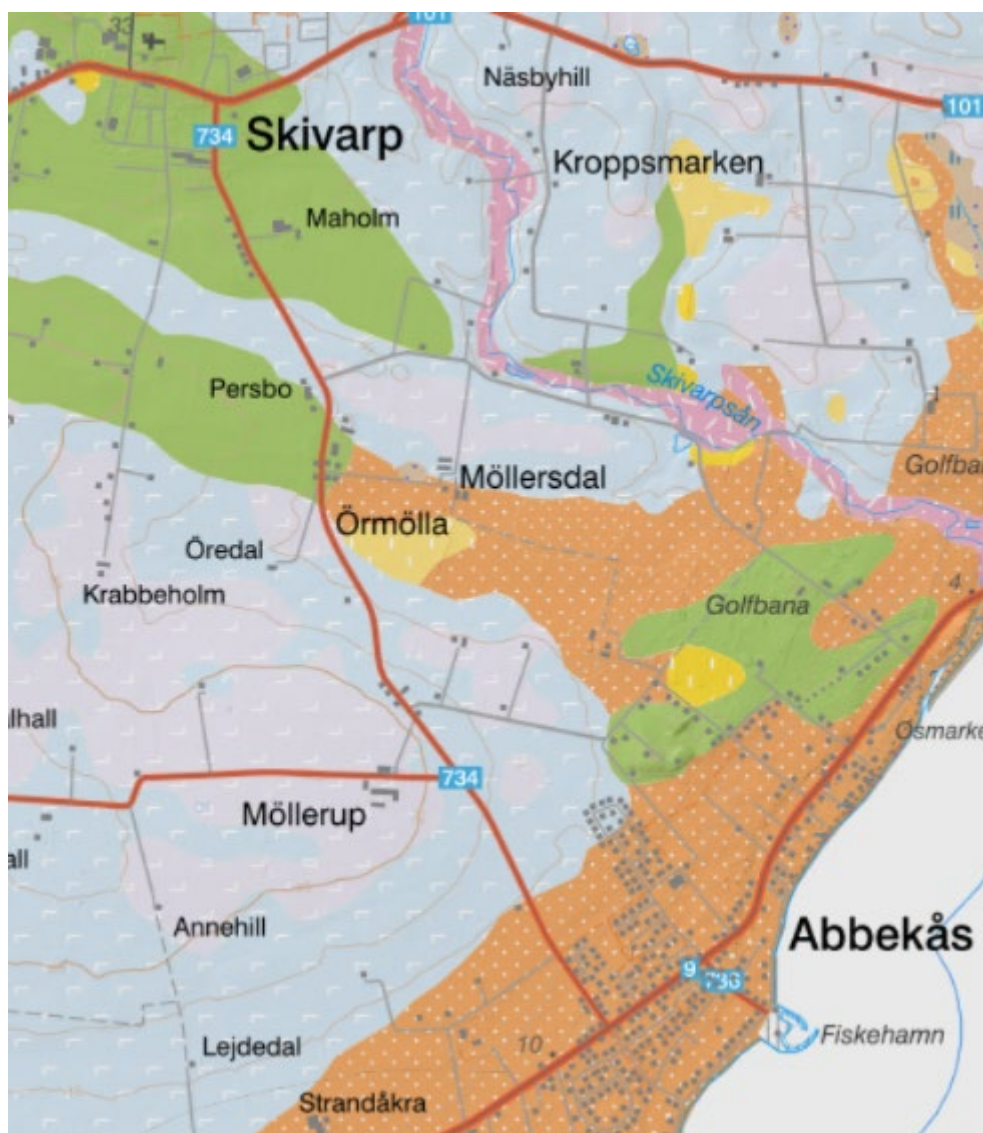 101
33
Näsbyhill
101
734
Skivarp
Kroppsmarken
Maholm
Skivarpsån
Persbo
Golfba
Möllersdal
Örmölla
Öredal
4
Krabbeholm
Golfbana
lhall
Osmarke
734
Möllerup
all
Annehill
Abbekås
9
Fiskehamn
10
Lejdedal
Strandåkra